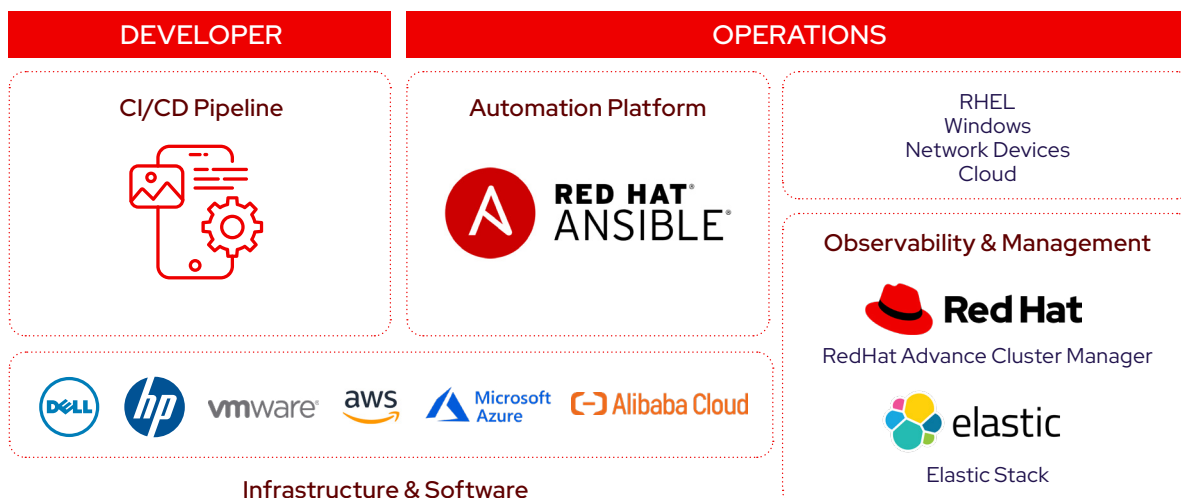 DEVELOPER
OPERATIONS
CI/CD Pipeline
Automation Platform
RED HAT®
ANSIBLE®
RHEL
Windows
Network Devices
Cloud
Observability & Management
Red Hat
RedHat Advance Cluster Manager
elastic
Elastic Stack
DELL
hp
vmware®
aws
Microsoft
Azure
Alibaba Cloud
Infrastructure & Software